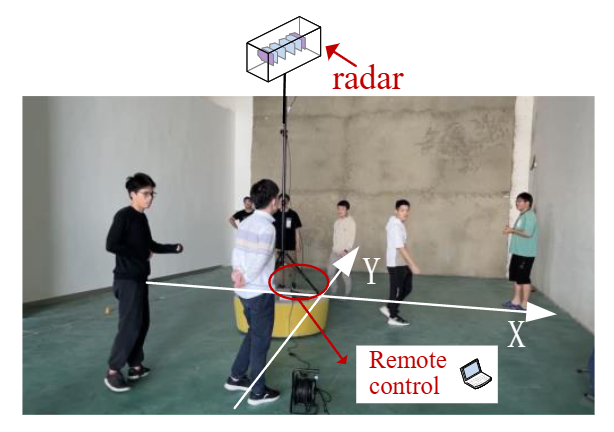 radar
Y
X
Remote
control